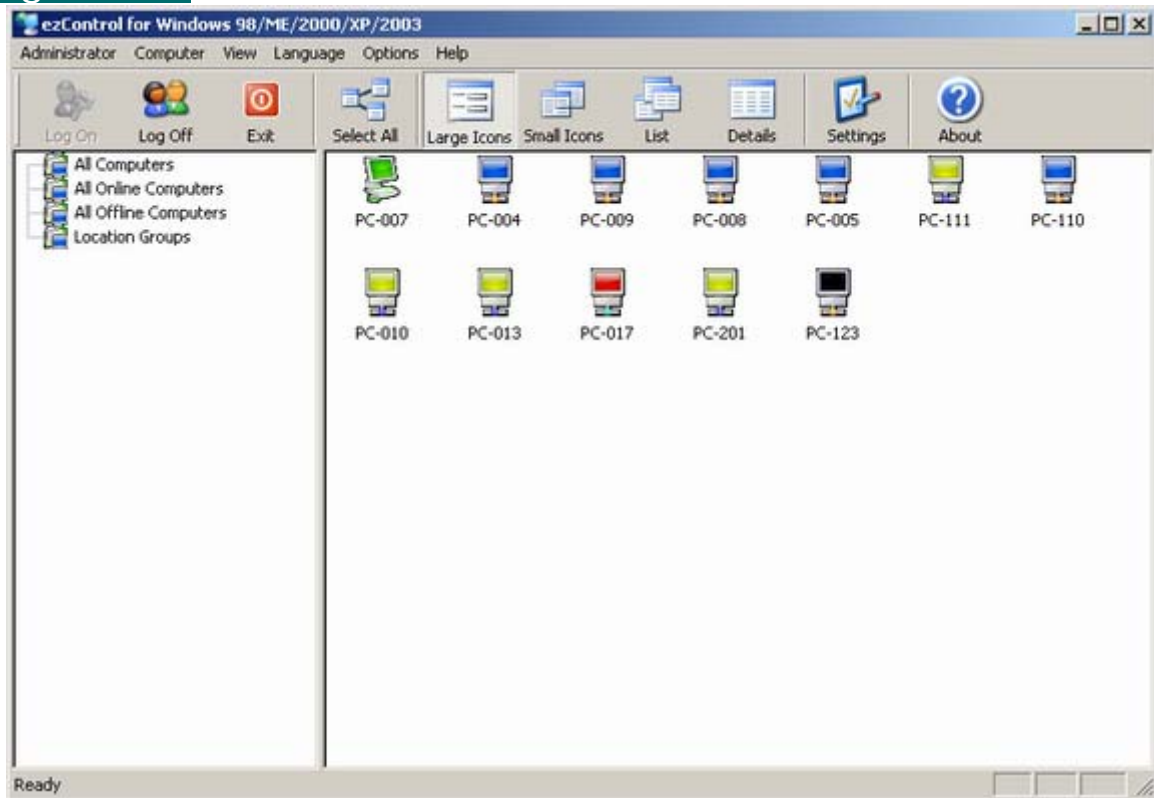 ezControl for Windows 98/ME/2000/XP/2003
Administrator Computer View Language Options Help
Log On Log Off Exit Select All Large Icons Small Icons List Details Settings About
All Computers
All Online Computers
All Offline Computers
Location Groups
PC-007 PC-004 PC-009 PC-008 PC-005 PC-111 PC-110
PC-010 PC-013 PC-017 PC-201 PC-123
Ready